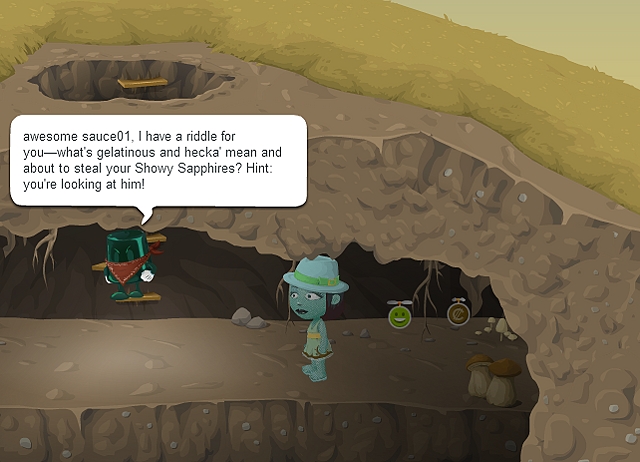 awesome sauce01, I have a riddle for
you—what's gelatinous and hecka' mean and
about to steal your Showy Sapphires? Hint:
you're looking at him!